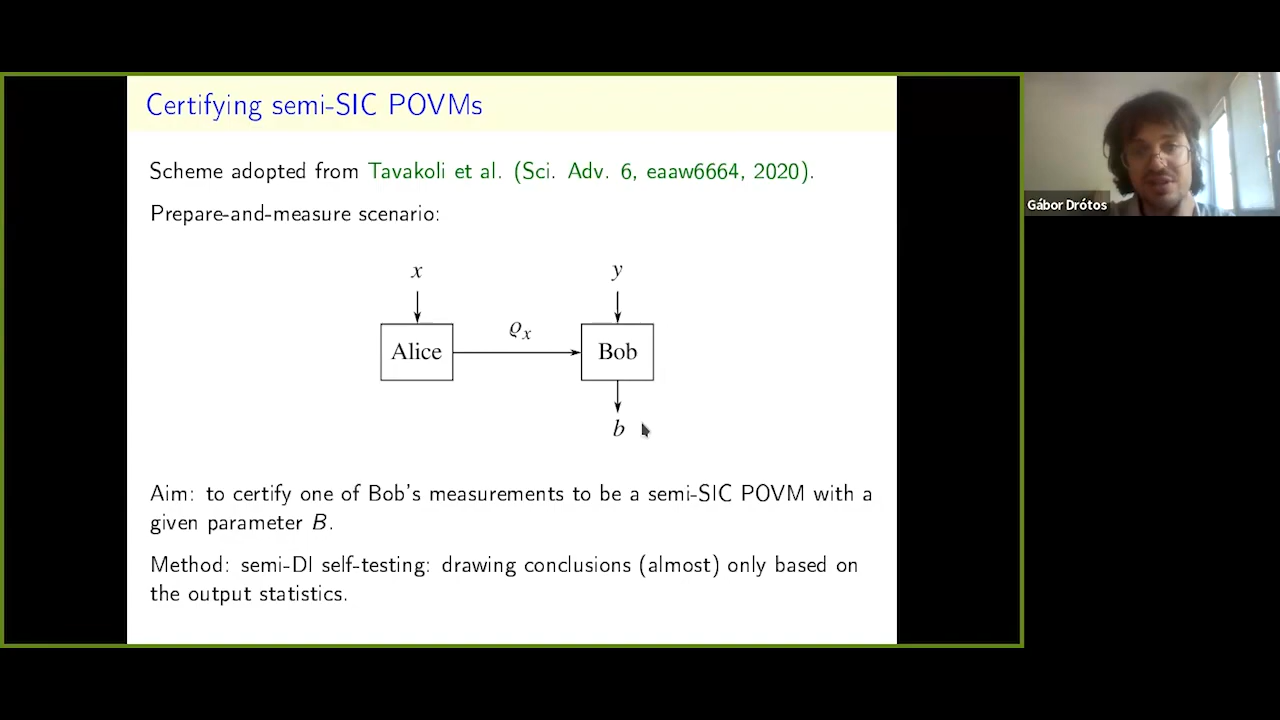 Certifying semi-SIC POVMs
Scheme adopted from Tavakoli et al. (Sci. Adv. 6, eaaw6664, 2020).
Prepare-and-measure scenario:
x
y
ϱx
Alice
Bob
b
Aim: to certify one of Bob's measurements to be a semi-SIC POVM with a
given parameter B.
Method: semi-DI self-testing: drawing conclusions (almost) only based on
the output statistics.
Gábor Drótos